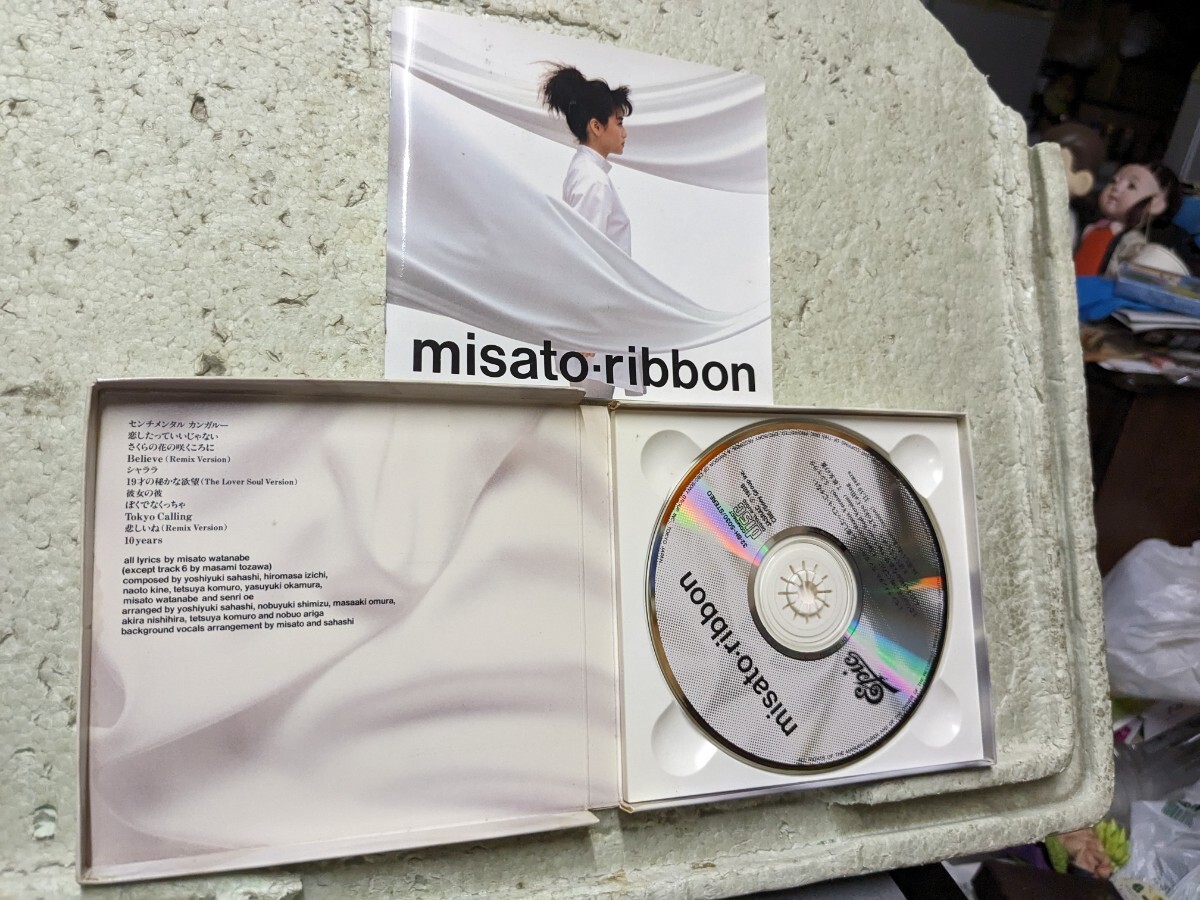 misato·ribbon
センチメンタル カンガルー
恋したっていいじゃない
さくらの花の咲くころに
Believe (Remix Version)
シャララ
19才の秘かな欲望 (The Lover Soul Version)
彼女の彼
ぼくでなくっちゃ
Tokyo Calling
悲しいね (Remix Version)
10 years
all lyrics by misato watanabe
(except track 6 by masami tozawa)
composed by yoshiyuki sahashi, hiromasa izichi,
naoto kine, tetsuya komuro, yasuyuki okamura,
misato watanabe and senri oe
arranged by yoshiyuki sahashi, nobuyuki shimizu, masaaki omura,
akira nishihira, tetsuya komuro and nobuo ariga
background vocals arrangement by misato and sahashi
misato·ribbon
Epic
STEREO